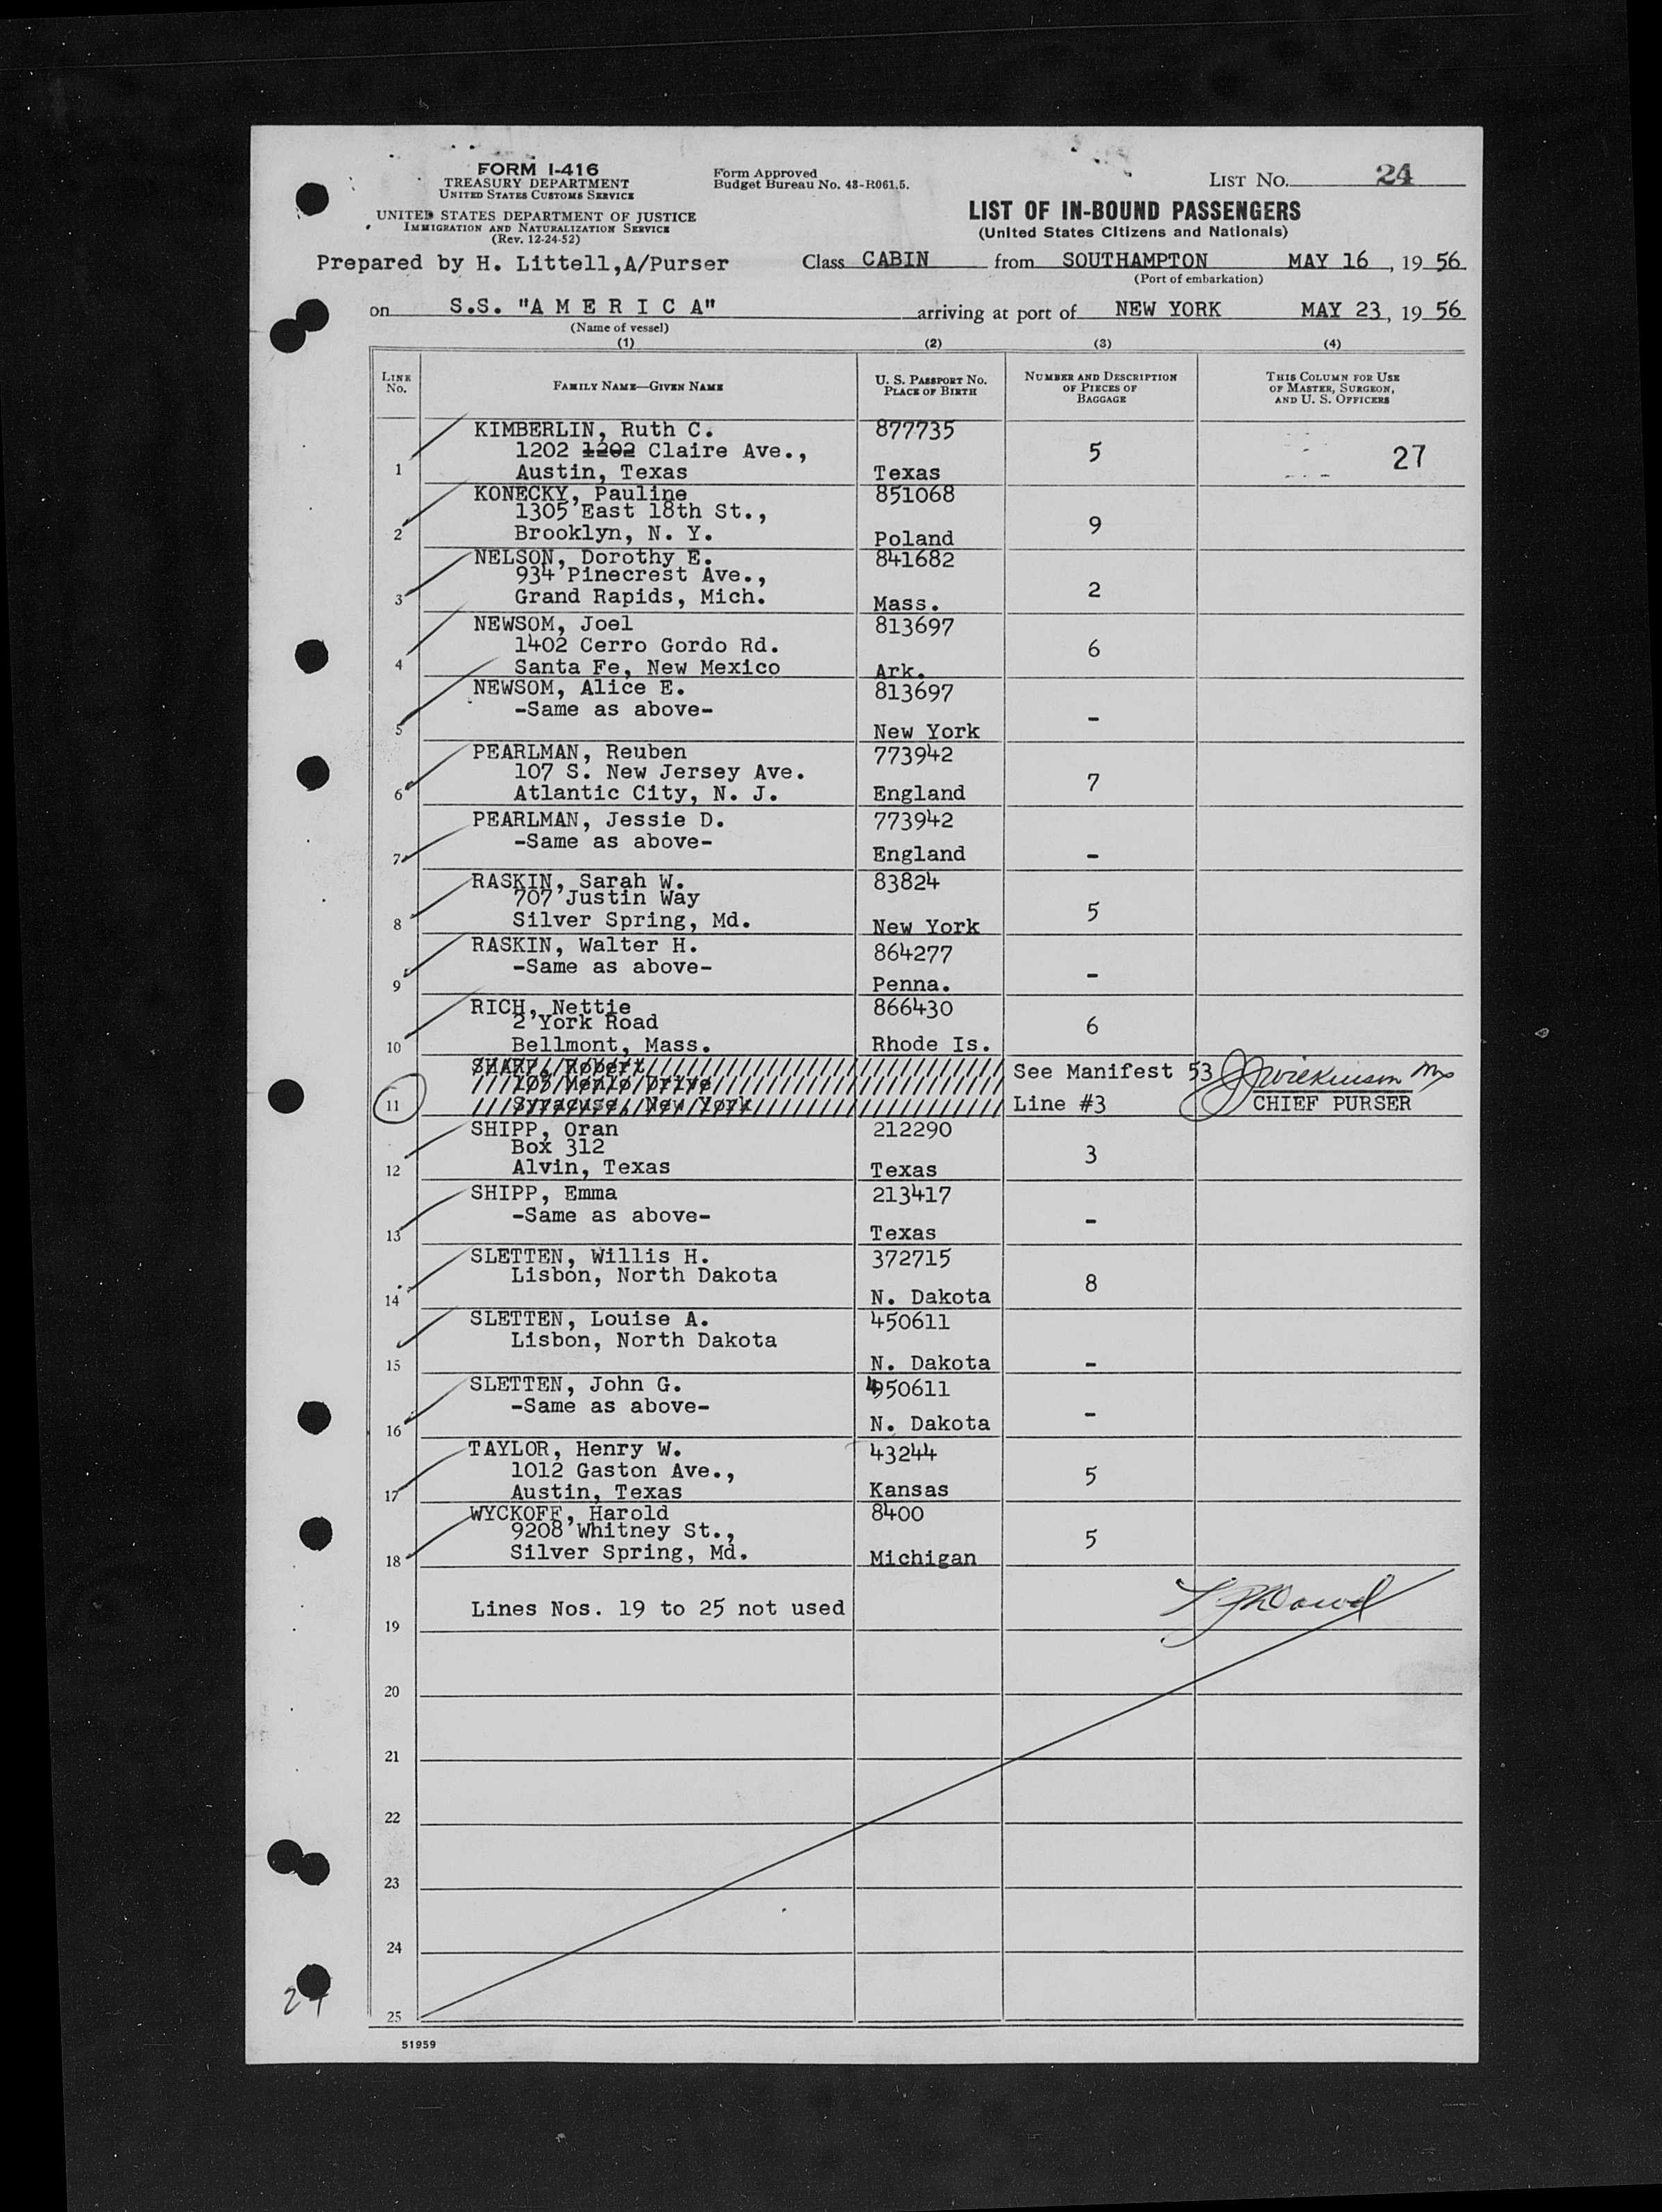 FORM I-416
TREASURY DEPARTMENT
UNITED STATES CUSTOMS SERVICE
UNITED STATES DEPARTMENT OF JUSTICE
IMMIGRATION AND NATURALIZATION SERVICE
(Rev. 12-24-52)
Form Approved
Budget Bureau No. 43-R061.5.
LIST NO. 24
LIST OF IN-BOUND PASSENGERS
(United States Citizens and Nationals)
Prepared by H. Littell,A/Purser
Class CABIN from SOUTHAMPTON MAY 16, 19 56
(Port of embarkation)
on S.S. "A M E R I C A" arriving at port of NEW YORK MAY 23, 19 56
(Name of vessel)
(1) (2) (3) (4)
LINE NO.
FAMILY NAME—GIVEN NAME
U. S. PASSPORT NO.
PLACE OF BIRTH
NUMBER AND DESCRIPTION
OF PIECES OF
BAGGAGE
THIS COLUMN FOR USE
OF MASTER, SURGEON,
AND U. S. OFFICERS
KIMBERLIN, Ruth C. 877735
1202 1202 Claire Ave., 5 27
1 Austin, Texas Texas
KONECKY, Pauline 851068
1305 East 18th St., 9
2 Brooklyn, N. Y. Poland
NELSON, Dorothy E. 841682
934 Pinecrest Ave.,
3 Grand Rapids, Mich. Mass. 2
NEWSOM, Joel 813697
1402 Cerro Gordo Rd. 6
4 Santa Fe, New Mexico Ark.
NEWSOM, Alice E. 813697
-Same as above- -
5 New York
PEARLMAN, Reuben 773942
107 S. New Jersey Ave. 7
6 Atlantic City, N. J. England
PEARLMAN, Jessie D. 773942
-Same as above-
7 England -
RASKIN, Sarah W. 83824
707 Justin Way 5
8 Silver Spring, Md. New York
RASKIN, Walter H. 864277
-Same as above- -
9 Penna.
RICH, Nettie 866430
2 York Road 6
10 Bellmont, Mass. Rhode Is.
SHARP, Robert See Manifest 53 JWilkinson
105 Menlo Drive
11 Syracuse, New York Line #3 CHIEF PURSER
SHIPP, Oran 212290
Box 312 3
12 Alvin, Texas Texas
SHIPP, Emma 213417
-Same as above- -
13 Texas
SLETTEN, Willis H. 372715
Lisbon, North Dakota 8
14 N. Dakota
SLETTEN, Louise A. 450611
Lisbon, North Dakota
15 N. Dakota -
SLETTEN, John G. 450611
-Same as above- -
16 N. Dakota
TAYLOR, Henry W. 43244
1012 Gaston Ave., 5
17 Austin, Texas Kansas
WYCKOFF, Harold 8400
9208 Whitney St., 5
18 Silver Spring, Md. Michigan
Lines Nos. 19 to 25 not used
19
20
21
22
23
24
25
24
51959